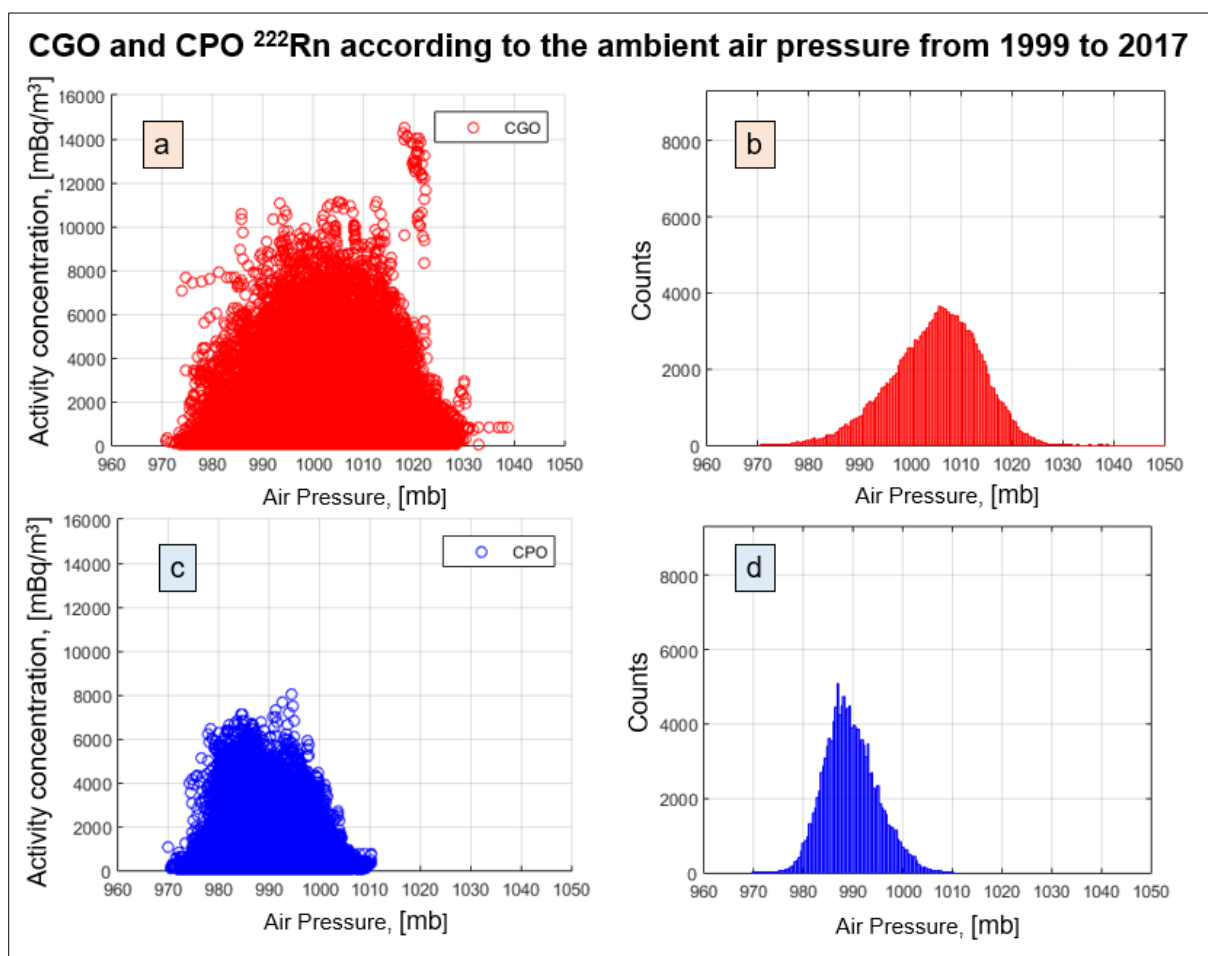 CGO and CPO ²²²Rn according to the ambient air pressure from 1999 to 2017
a
CGO
Activity concentration, [mBq/m³]
16000
14000
12000
10000
8000
6000
4000
2000
0
960 970 980 990 1000 1010 1020 1030 1040 1050
Air Pressure, [mb]
b
Counts
8000
6000
4000
2000
0
960 970 980 990 1000 1010 1020 1030 1040 1050
Air Pressure, [mb]
c
CPO
Activity concentration, [mBq/m³]
16000
14000
12000
10000
8000
6000
4000
2000
0
960 970 980 990 1000 1010 1020 1030 1040 1050
Air Pressure, [mb]
d
Counts
8000
6000
4000
2000
0
960 970 980 990 1000 1010 1020 1030 1040 1050
Air Pressure, [mb]